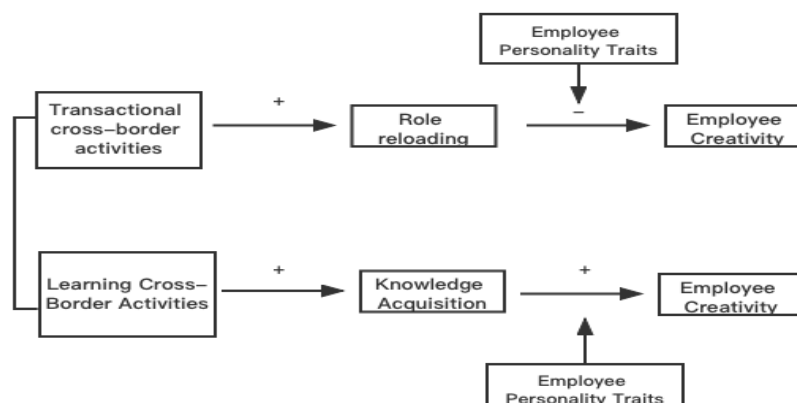 Employee
Personality Traits
Transactional
cross-border
activities
+
Role
reloading
-
Employee
Creativity
Learning Cross-
Border Activities
+
Knowledge
Acquisition
+
Employee
Creativity
Employee
Personality Traits